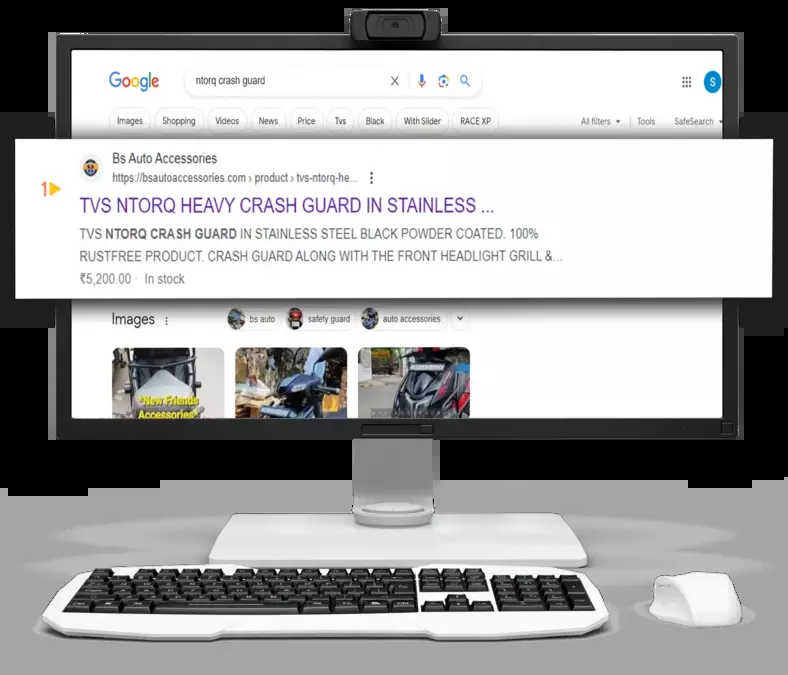 Google
ntorq crash guard
Images Shopping Videos News Price Tvs Black With Slider RACE XP All filters Tools SafeSearch
Bs Auto Accessories
https://bsautoaccessories.com › product › tvs-ntorq-he...
1
TVS NTORQ HEAVY CRASH GUARD IN STAINLESS ...
TVS NTORQ CRASH GUARD IN STAINLESS STEEL BLACK POWDER COATED. 100%
RUSTFREE PRODUCT. CRASH GUARD ALONG WITH THE FRONT HEADLIGHT GRILL &...
₹5,200.00 · In stock
Images bs auto safety guard auto accessories
*New Friends
Accessories*
S